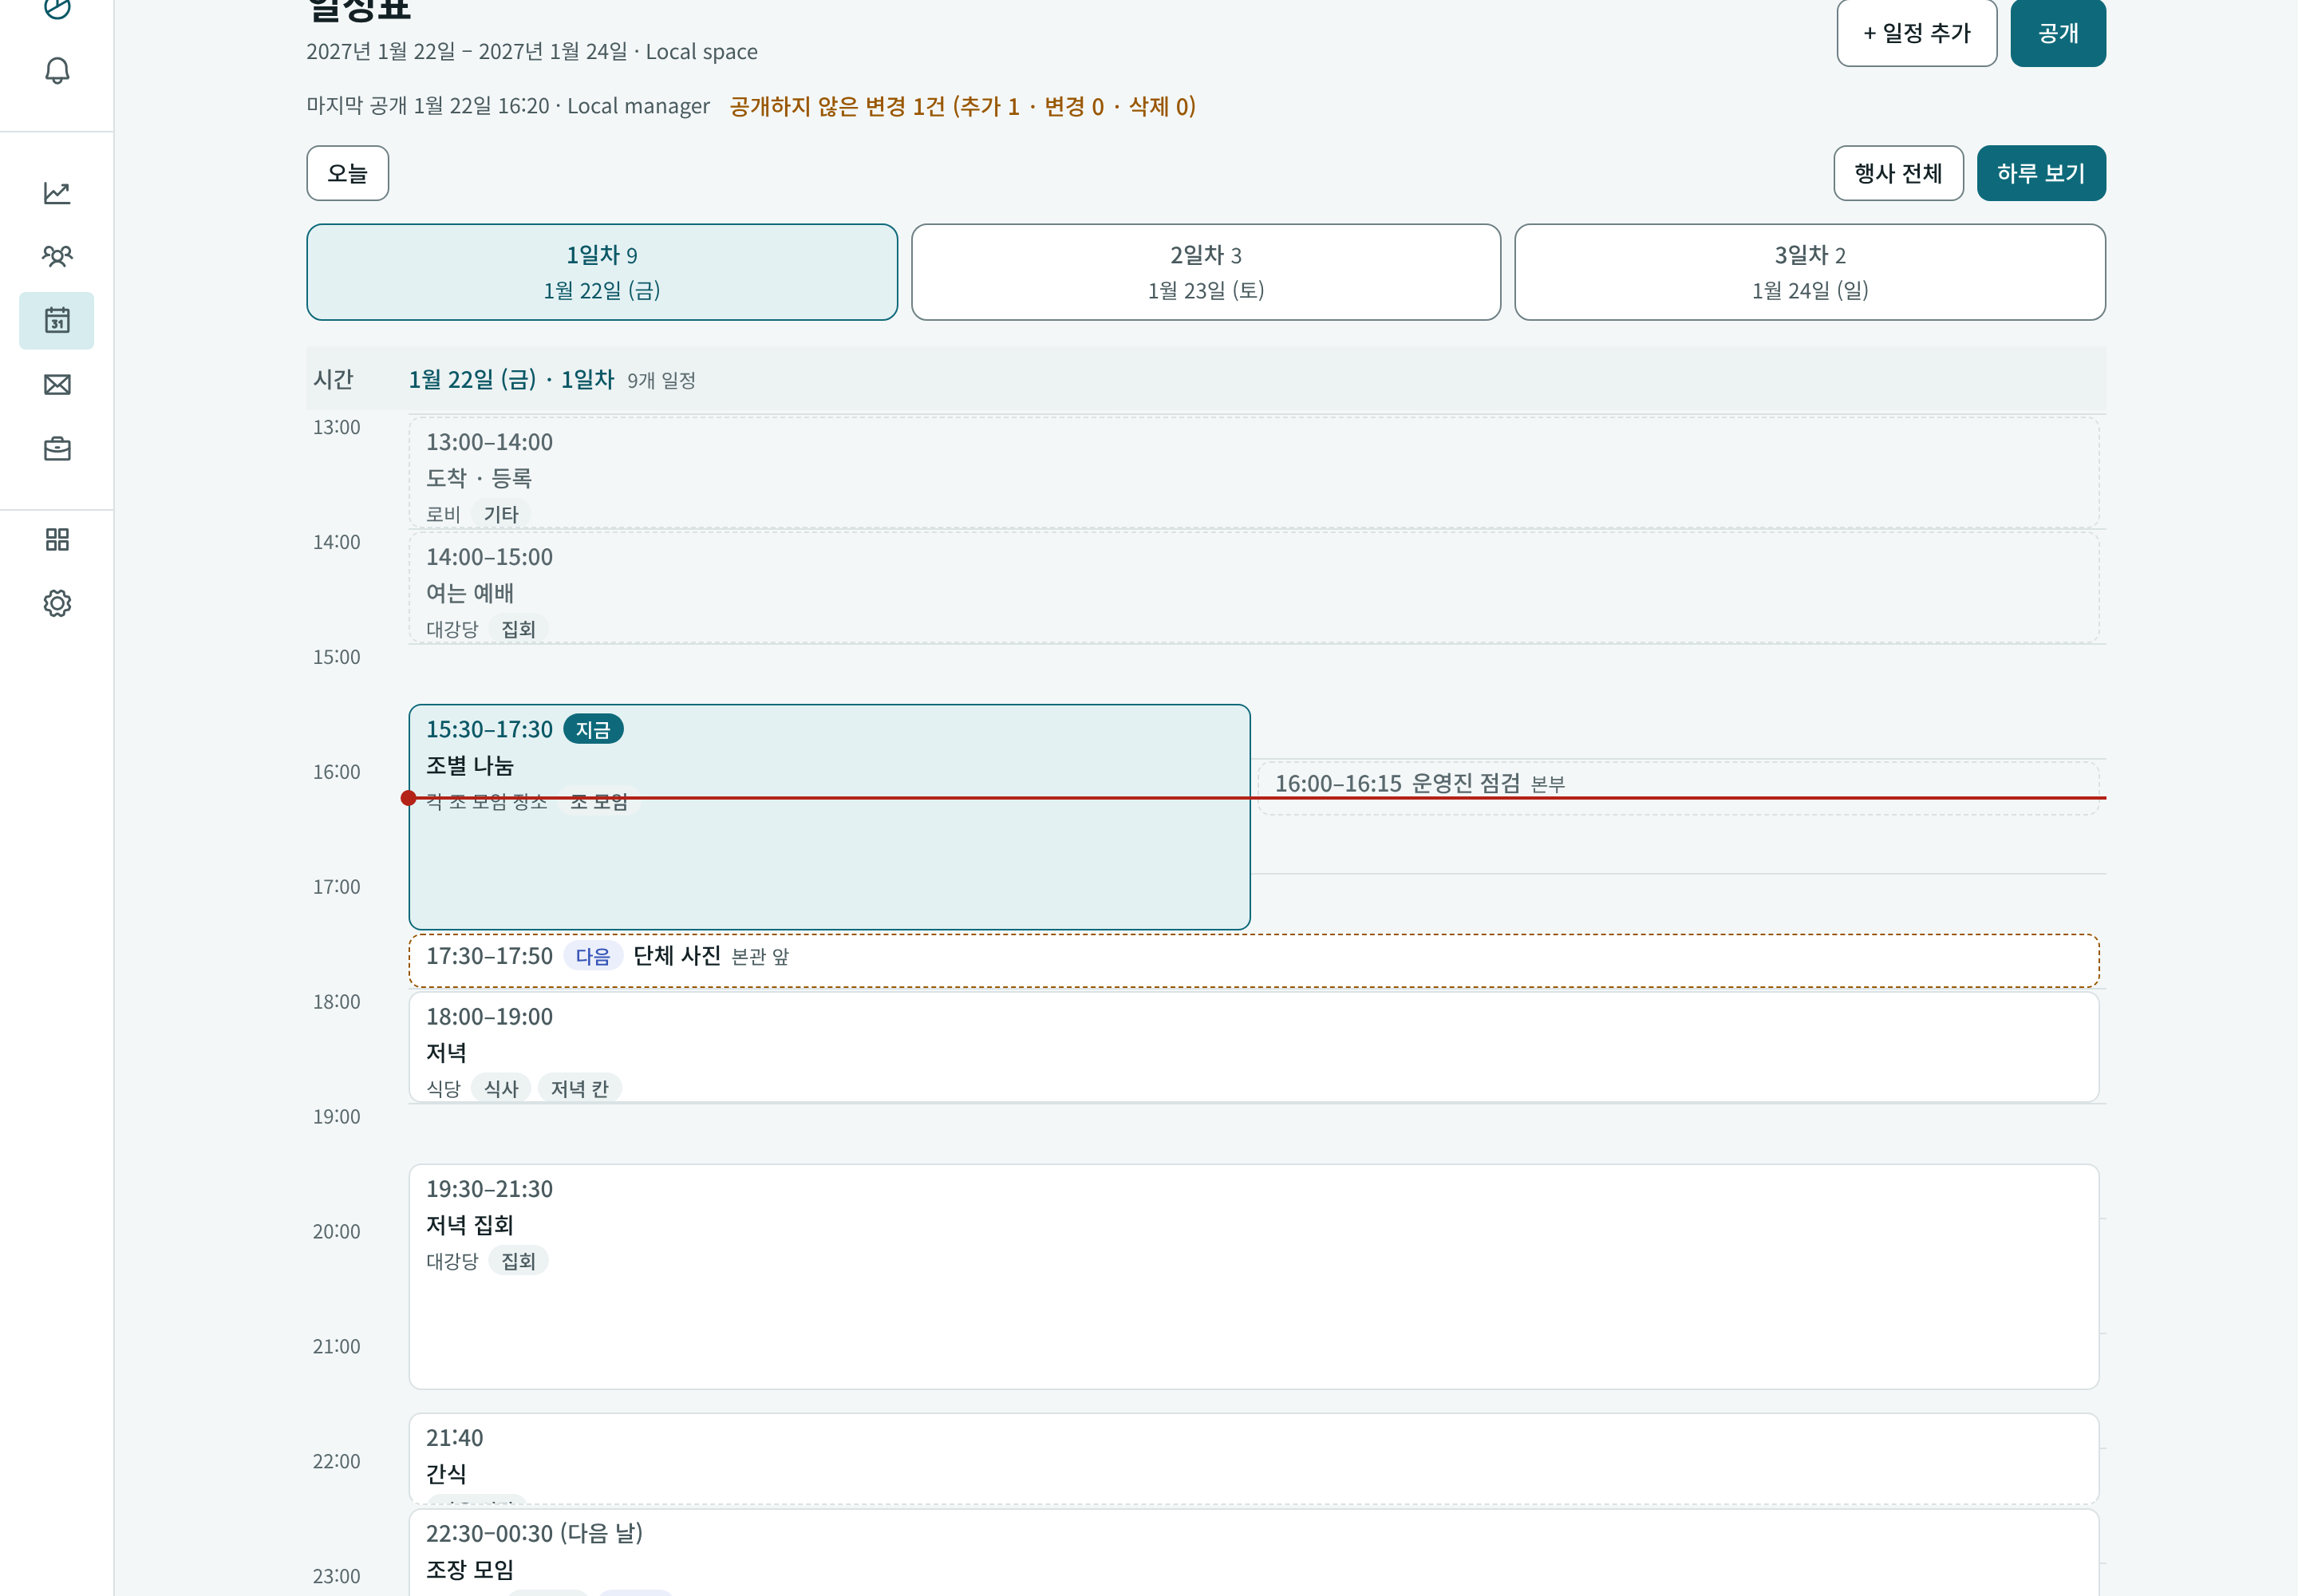 일정표
2027년 1월 22일 – 2027년 1월 24일 · Local space
+ 일정 추가
공개
마지막 공개 1월 22일 16:20 · Local manager 공개하지 않은 변경 1건 (추가 1 · 변경 0 · 삭제 0)
오늘
행사 전체
하루 보기
1일차 9
1월 22일 (금)
2일차 3
1월 23일 (토)
3일차 2
1월 24일 (일)
31
시간
1월 22일 (금) · 1일차 9개 일정
13:00
13:00–14:00
도착 · 등록
로비 기타
14:00
14:00–15:00
여는 예배
대강당 집회
15:00
15:30–17:30 지금
조별 나눔
각 조 모임 장소 조 모임
16:00
16:00–16:15 운영진 점검 본부
17:00
17:30–17:50 다음 단체 사진 본관 앞
18:00
18:00–19:00
저녁
식당 식사 저녁 칸
19:00
19:30–21:30
저녁 집회
대강당 집회
20:00
21:00
21:40
간식
22:00
22:30–00:30 (다음 날)
조장 모임
23:00